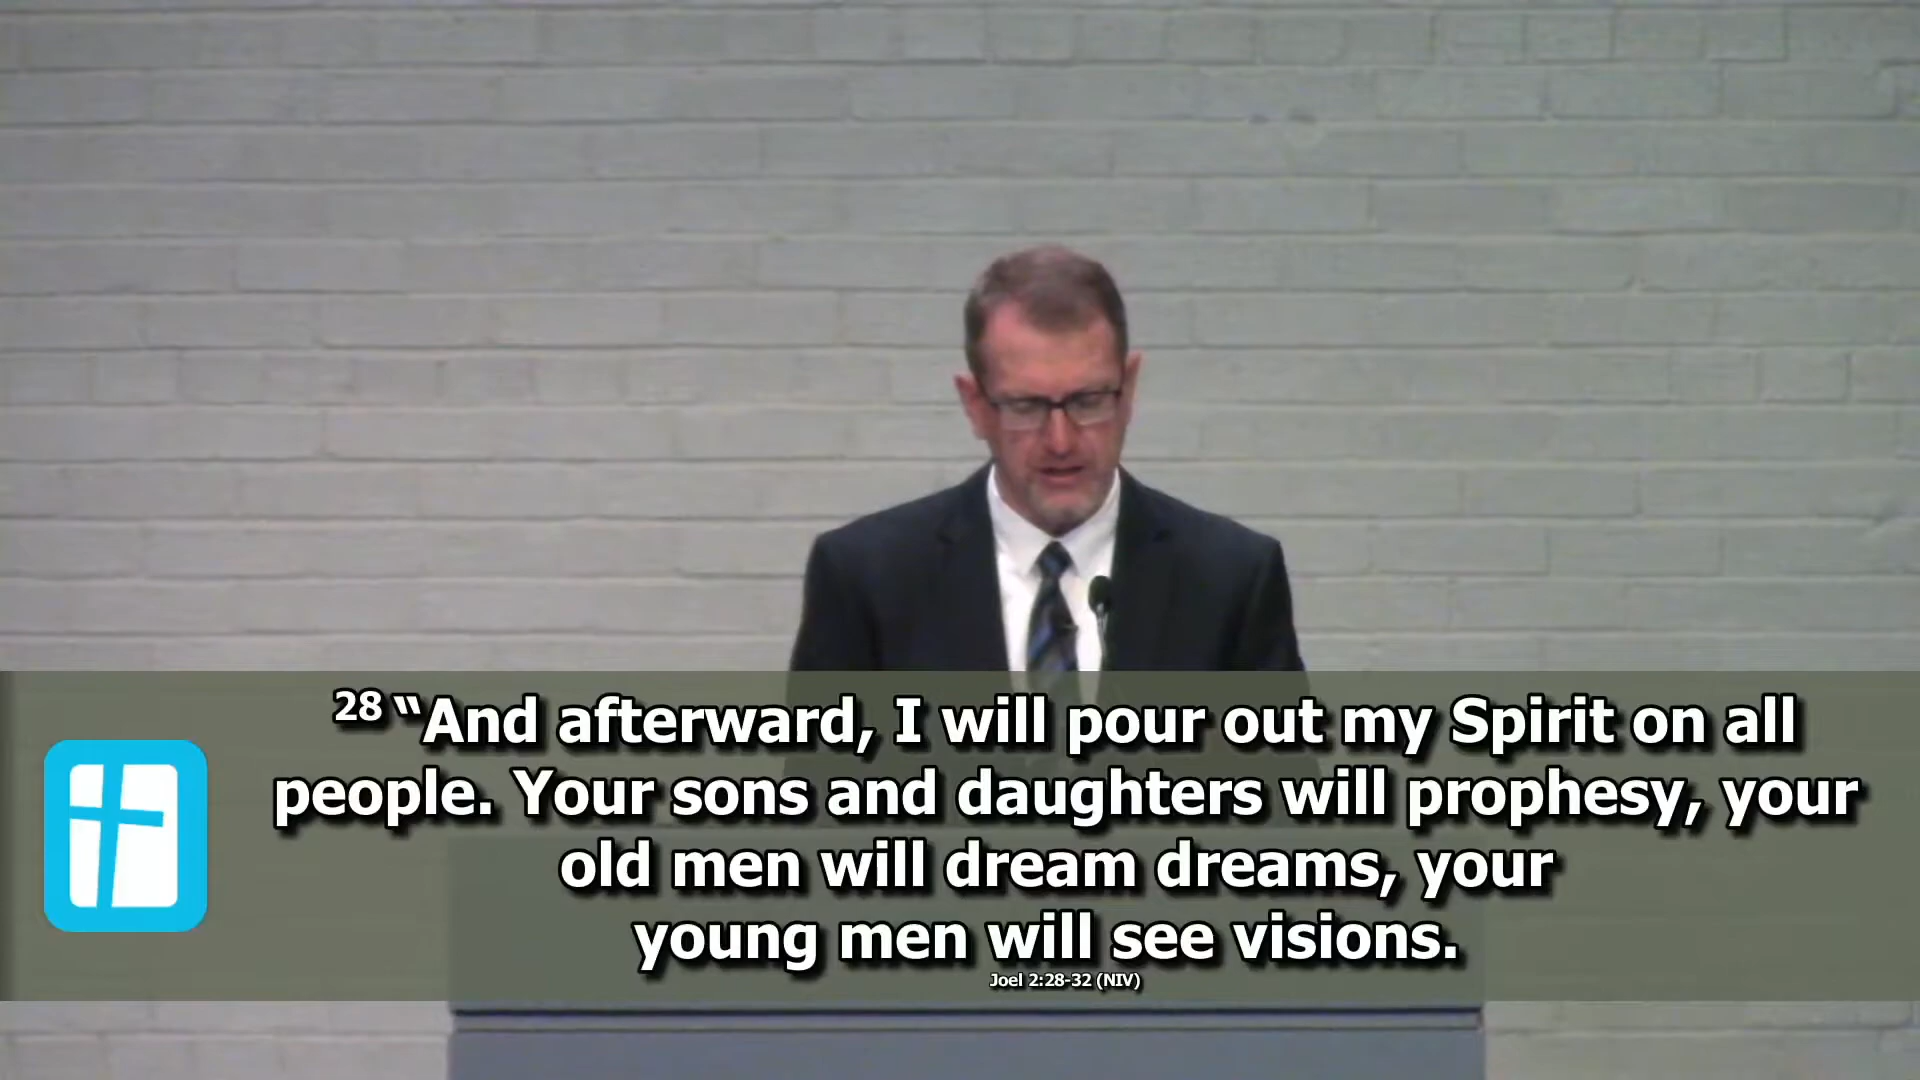 28 “And afterward, I will pour out my Spirit on all
people. Your sons and daughters will prophesy, your
old men will dream dreams, your
young men will see visions.
Joel 2:28-32 (NIV)